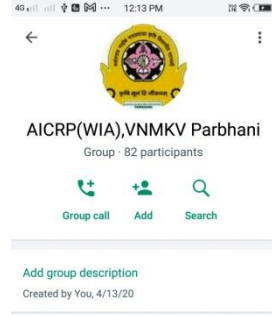 4G ... 12:13 PM
AICRP(WIA),VNMKV Parbhani
Group · 82 participants
Group call Add Search
Add group description
Created by You, 4/13/20